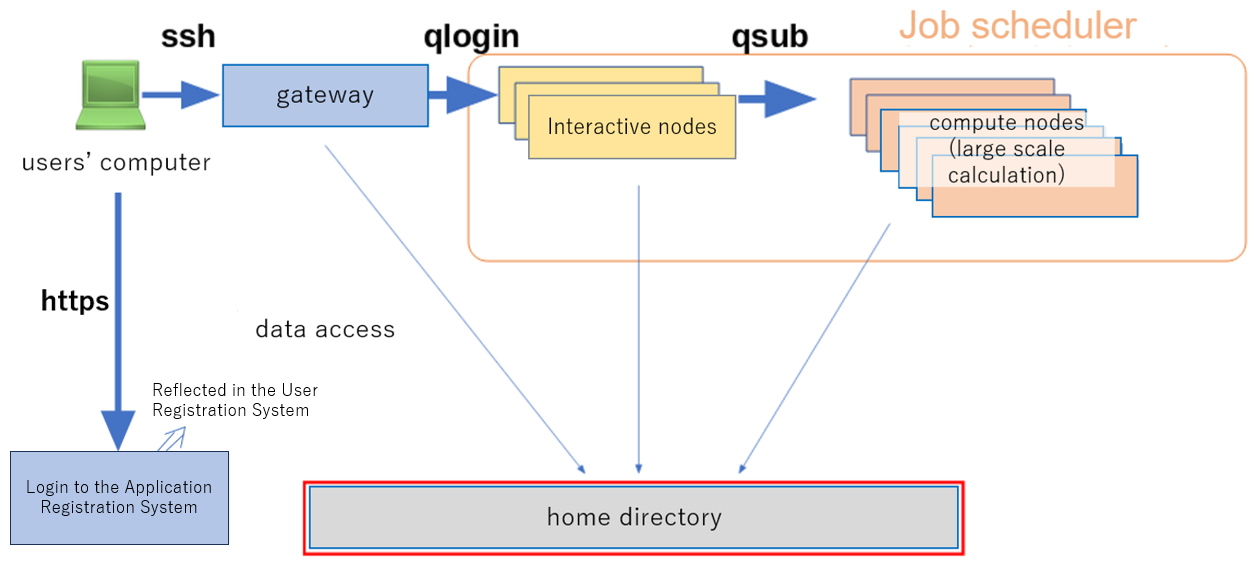 ssh
qlogin
qsub
Job scheduler
gateway
Interactive nodes
compute nodes
(large scale
calculation)
users’ computer
https
data access
Reflected in the User
Registration System
Login to the Application
Registration System
home directory